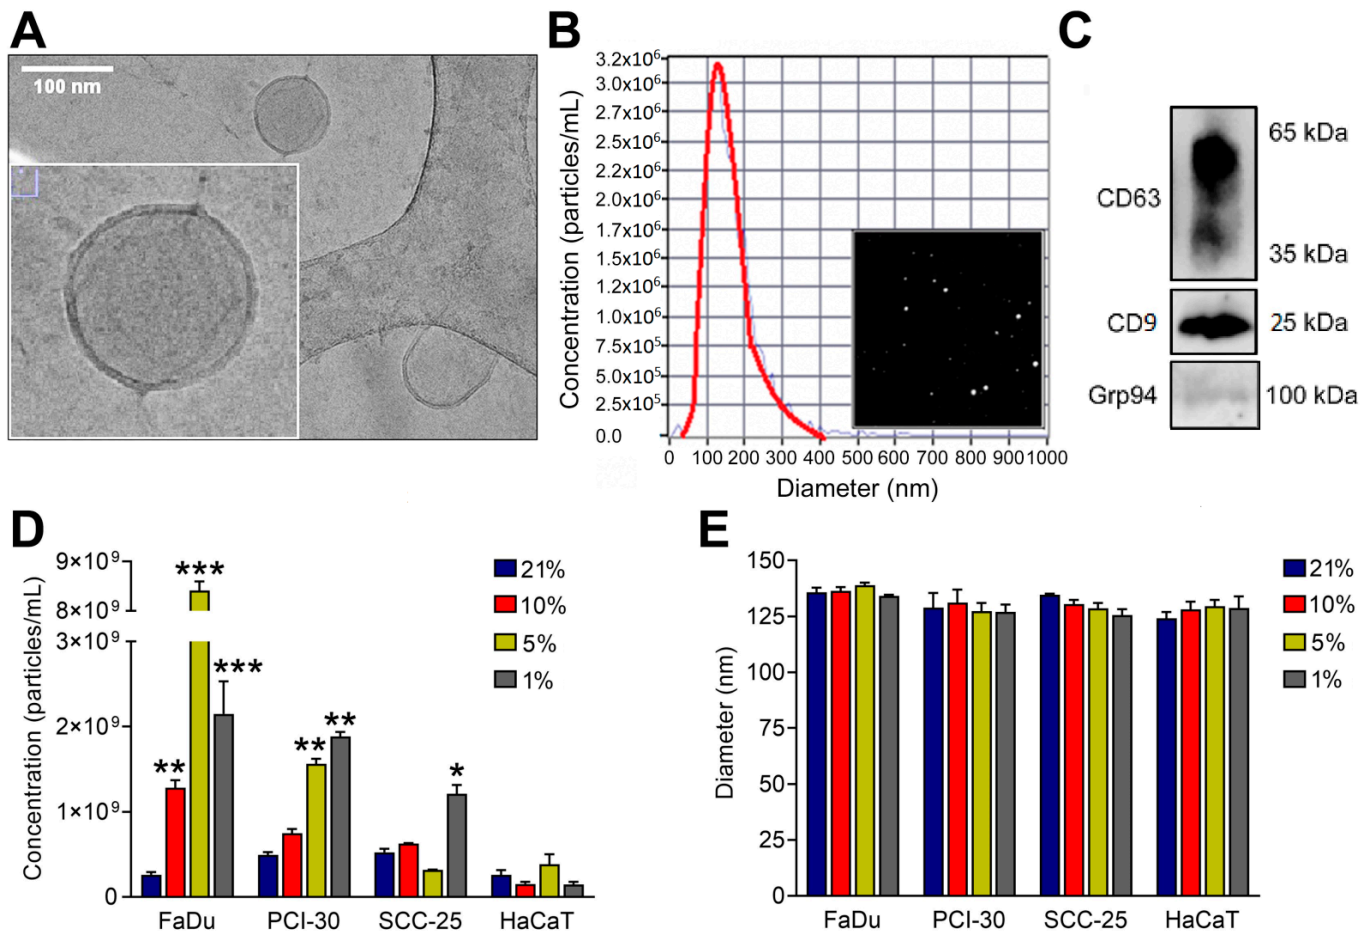 A
100 nm
B
Concentration (particles/mL)
3.2x10⁶
3.0x10⁶
2.7x10⁶
2.5x10⁶
2.2x10⁶
2.0x10⁶
1.7x10⁶
1.5x10⁶
1.2x10⁶
1.0x10⁶
7.5x10⁵
5.0x10⁵
2.5x10⁵
0.0
0 100 200 300 400 500 600 700 800 900 1000
Diameter (nm)
C
65 kDa
CD63
35 kDa
CD9 25 kDa
Grp94 100 kDa
D
Concentration (particles/mL)
9×10⁹
8×10⁹
3×10⁹
2×10⁹
1×10⁹
0
** *** ***
** **
*
21%
10%
5%
1%
FaDu PCI-30 SCC-25 HaCaT
E
Diameter (nm)
150
125
100
75
50
25
0
21%
10%
5%
1%
FaDu PCI-30 SCC-25 HaCaT